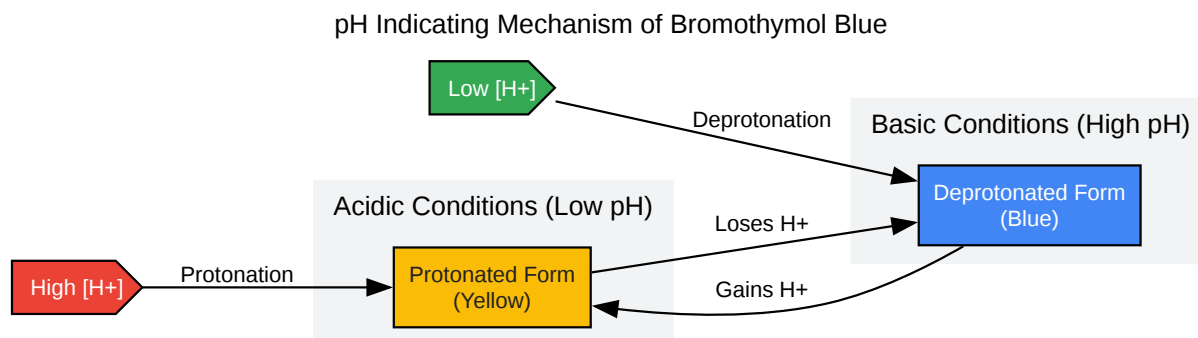 pH Indicating Mechanism of Bromothymol Blue
Low [H+]
Deprotonation
Basic Conditions (High pH)
Deprotonated Form
(Blue)
Acidic Conditions (Low pH)
Loses H+
High [H+]
Protonation
Protonated Form
(Yellow)
Gains H+